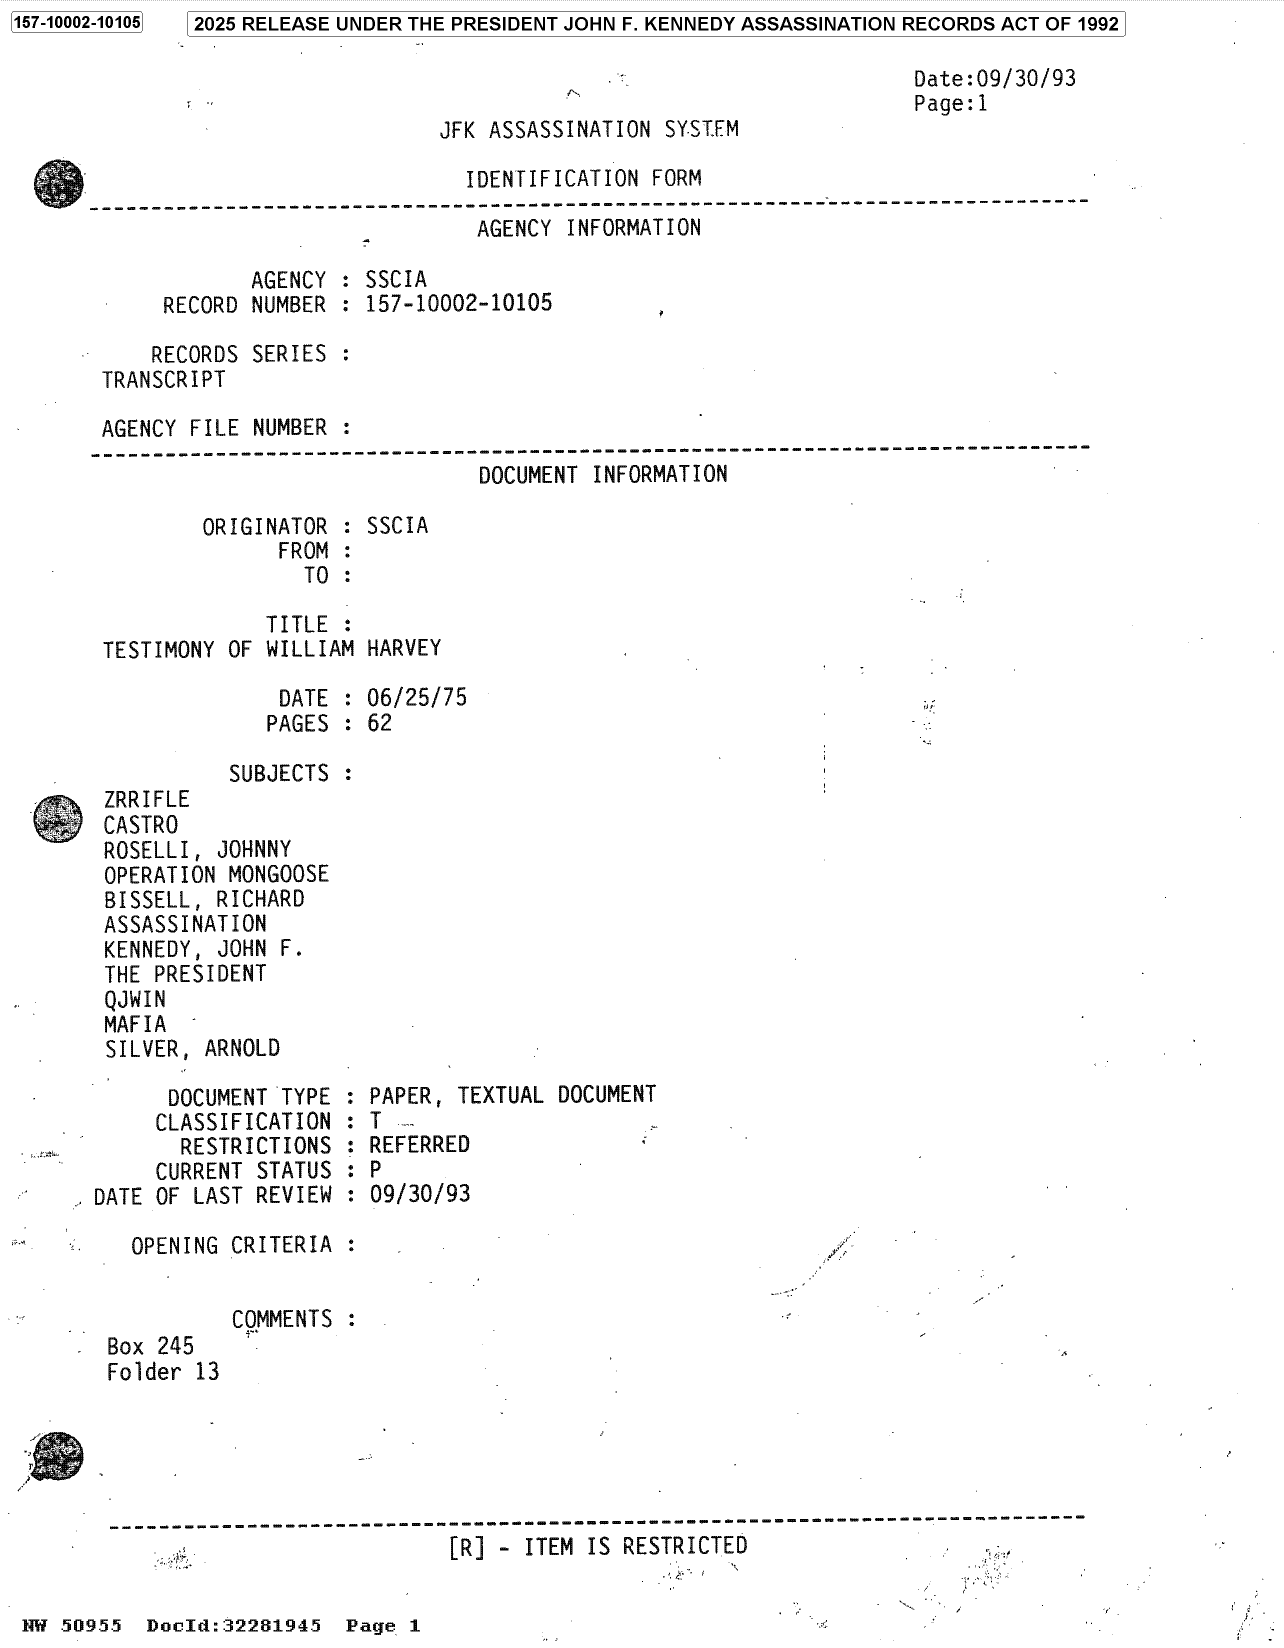 157-10002-10105
2025 RELEASE UNDER THE PRESIDENT JOHN F. KENNEDY ASSASSINATION RECORDS ACT OF 1992
Date:09/30/93
Page:1
JFK ASSASSINATION SYSTEM
IDENTIFICATION FORM
AGENCY INFORMATION
AGENCY : SSCIA
RECORD NUMBER : 157-10002-10105
RECORDS SERIES :
TRANSCRIPT
AGENCY FILE NUMBER :
DOCUMENT INFORMATION
ORIGINATOR : SSCIA
FROM :
TO :
TITLE :
TESTIMONY OF WILLIAM HARVEY
DATE : 06/25/75
PAGES : 62
SUBJECTS :
ZRRIFLE
CASTRO
ROSELLI, JOHNNY
OPERATION MONGOOSE
BISSELL, RICHARD
ASSASSINATION
KENNEDY, JOHN F.
THE PRESIDENT
QJWIN
MAFIA
SILVER, ARNOLD
DOCUMENT TYPE : PAPER, TEXTUAL DOCUMENT
CLASSIFICATION : T
RESTRICTIONS : REFERRED
CURRENT STATUS : P
DATE OF LAST REVIEW : 09/30/93
OPENING CRITERIA :
COMMENTS :
Box 245
Folder 13
[R] - ITEM IS RESTRICTED
NW 50955 DocId:32281945 Page 1